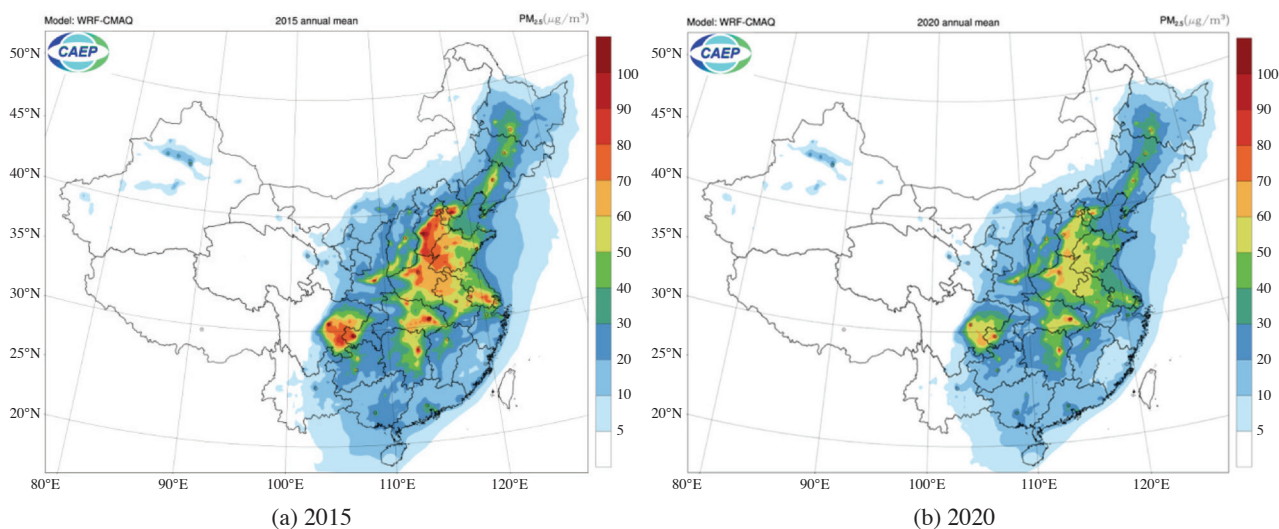 Model: WRF-CMAQ 2015 annual mean PM₂.₅(μg/m³)
CAEP
50°N
45°N
40°N
35°N
30°N
25°N
20°N
80°E 90°E 100°E 110°E 120°E
100
90
80
70
60
50
40
30
20
10
5
(a) 2015
Model: WRF-CMAQ 2020 annual mean PM₂.₅(μg/m³)
CAEP
50°N
45°N
40°N
35°N
30°N
25°N
20°N
80°E 90°E 100°E 110°E 120°E
100
90
80
70
60
50
40
30
20
10
5
(b) 2020